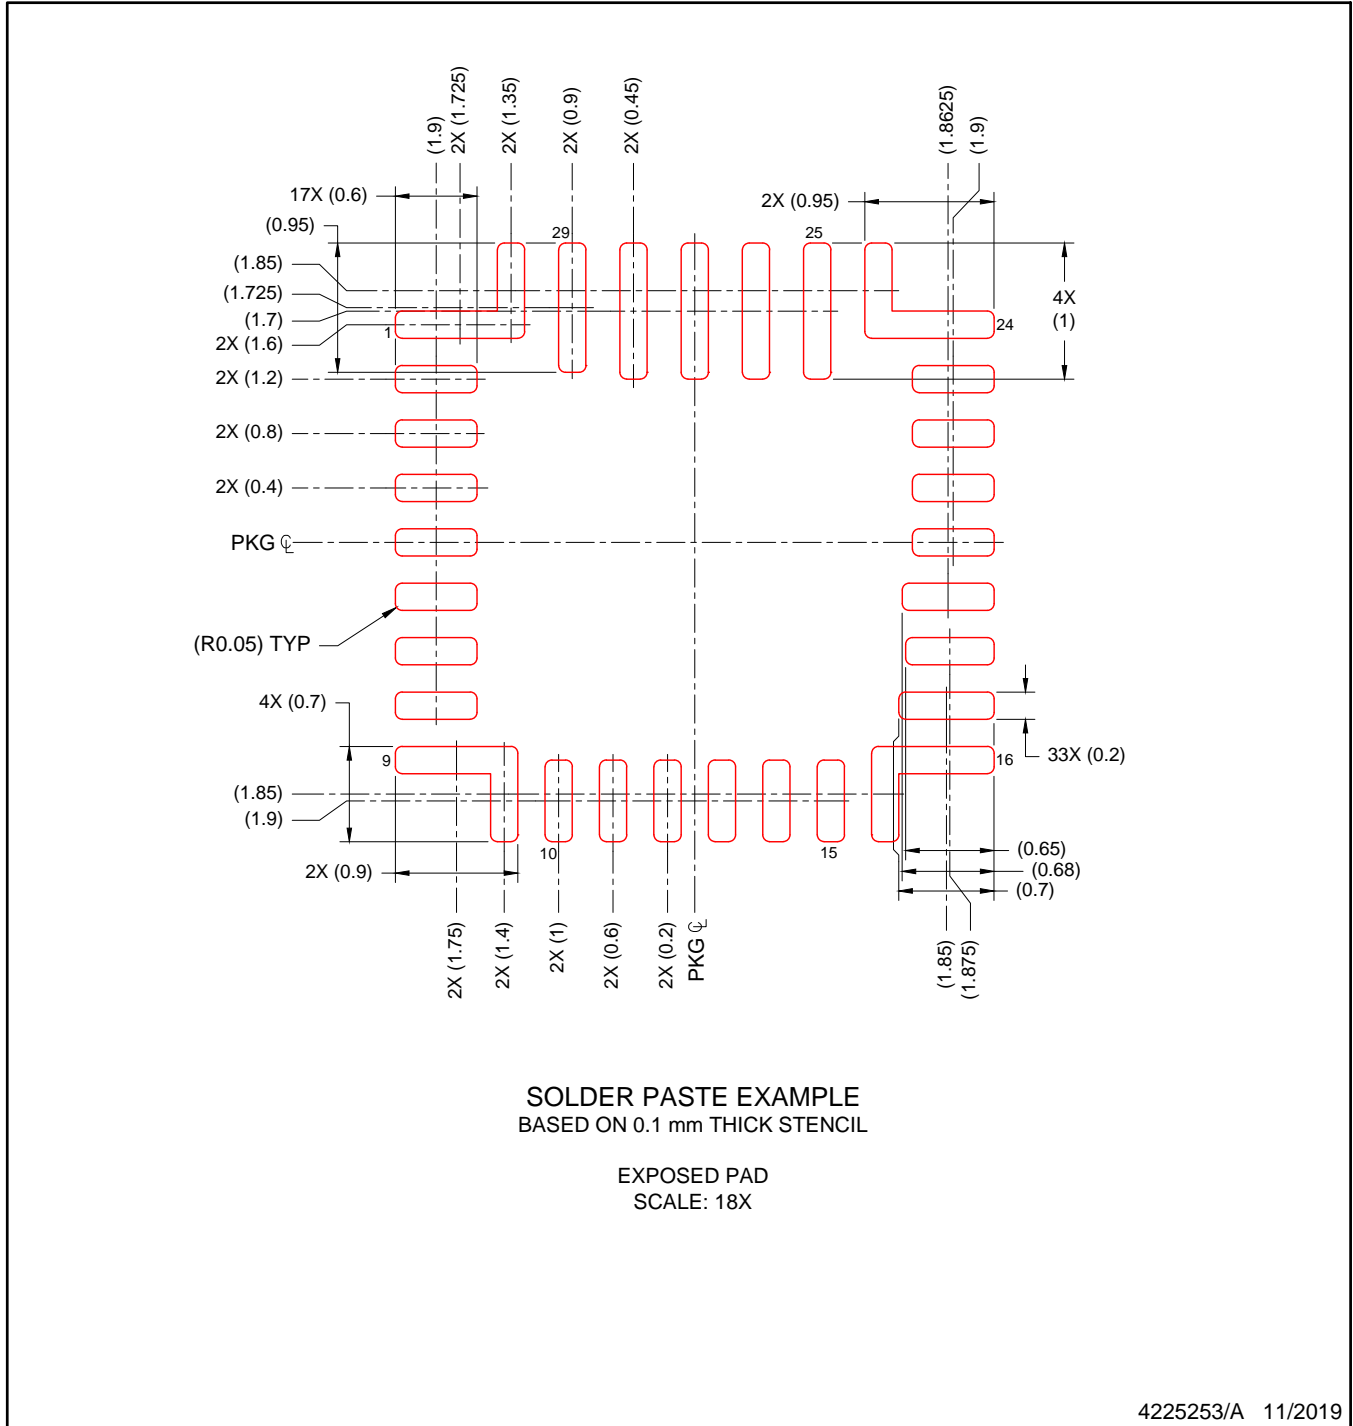 (1.9)
2X (1.725)
2X (1.35)
2X (0.9)
2X (0.45)
(1.8625)
(1.9)
17X (0.6)
2X (0.95)
(0.95)
29
25
(1.85)
(1.725)
4X
(1)
(1.7)
1
24
2X (1.6)
2X (1.2)
2X (0.8)
2X (0.4)
PKG ℄
(R0.05) TYP
4X (0.7)
33X (0.2)
9
16
(1.85)
(1.9)
10
15
(0.65)
2X (0.9)
(0.68)
(0.7)
2X (1.75)
2X (1.4)
2X (1)
2X (0.6)
2X (0.2)
PKG ℄
(1.85)
(1.875)
SOLDER PASTE EXAMPLE
BASED ON 0.1 mm THICK STENCIL
EXPOSED PAD
SCALE: 18X
4225253/A 11/2019